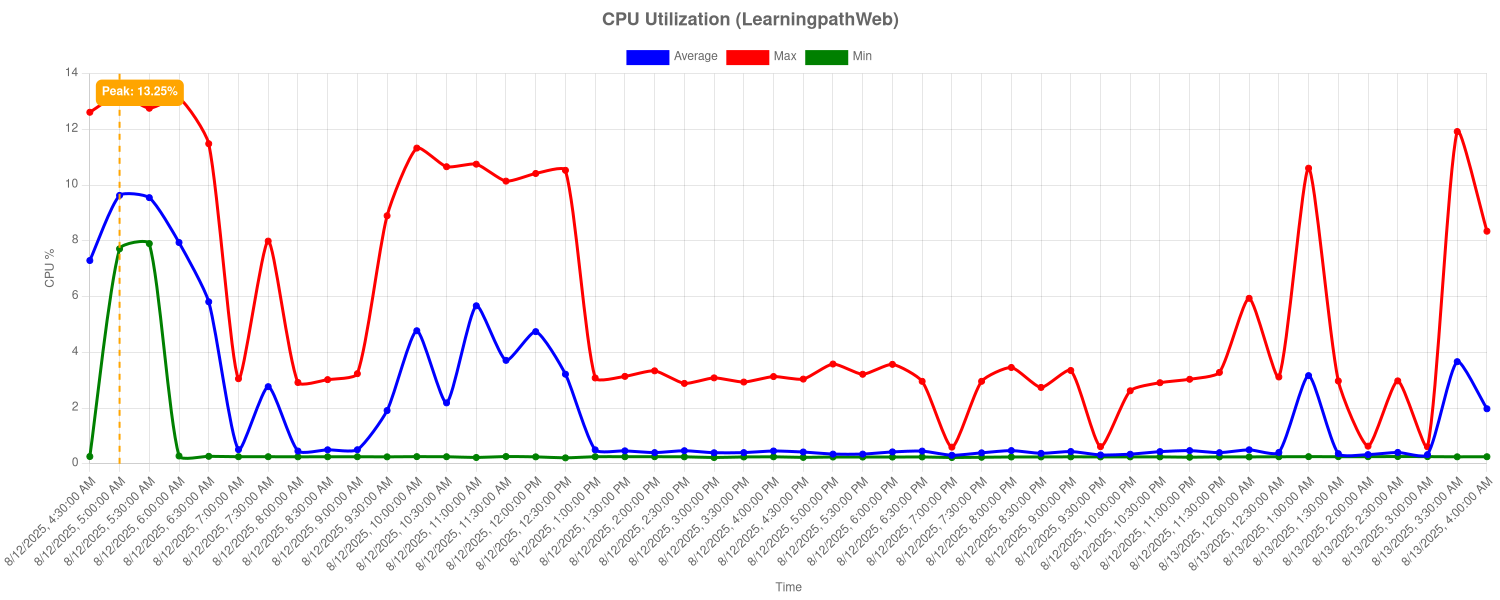 CPU Utilization (LearningpathWeb)
Average Max Min
14
Peak: 13.25%
12
10
8
6
4
2
0
CPU %
8/12/2025, 4:30:00 AM
8/12/2025, 5:00:00 AM
8/12/2025, 5:30:00 AM
8/12/2025, 6:00:00 AM
8/12/2025, 6:30:00 AM
8/12/2025, 7:00:00 AM
8/12/2025, 7:30:00 AM
8/12/2025, 8:00:00 AM
8/12/2025, 8:30:00 AM
8/12/2025, 9:00:00 AM
8/12/2025, 9:30:00 AM
8/12/2025, 10:00:00 AM
8/12/2025, 10:30:00 AM
8/12/2025, 11:00:00 AM
8/12/2025, 11:30:00 AM
8/12/2025, 12:00:00 PM
8/12/2025, 12:30:00 PM
8/12/2025, 1:00:00 PM
8/12/2025, 1:30:00 PM
8/12/2025, 2:00:00 PM
8/12/2025, 2:30:00 PM
8/12/2025, 3:00:00 PM
8/12/2025, 3:30:00 PM
8/12/2025, 4:00:00 PM
8/12/2025, 4:30:00 PM
8/12/2025, 5:00:00 PM
8/12/2025, 5:30:00 PM
8/12/2025, 6:00:00 PM
8/12/2025, 6:30:00 PM
8/12/2025, 7:00:00 PM
8/12/2025, 7:30:00 PM
8/12/2025, 8:00:00 PM
8/12/2025, 8:30:00 PM
8/12/2025, 9:00:00 PM
8/12/2025, 9:30:00 PM
8/12/2025, 10:00:00 PM
8/12/2025, 10:30:00 PM
8/12/2025, 11:00:00 PM
8/12/2025, 11:30:00 PM
8/13/2025, 12:00:00 AM
8/13/2025, 12:30:00 AM
8/13/2025, 1:00:00 AM
8/13/2025, 1:30:00 AM
8/13/2025, 2:00:00 AM
8/13/2025, 2:30:00 AM
8/13/2025, 3:00:00 AM
8/13/2025, 3:30:00 AM
8/13/2025, 4:00:00 AM
Time